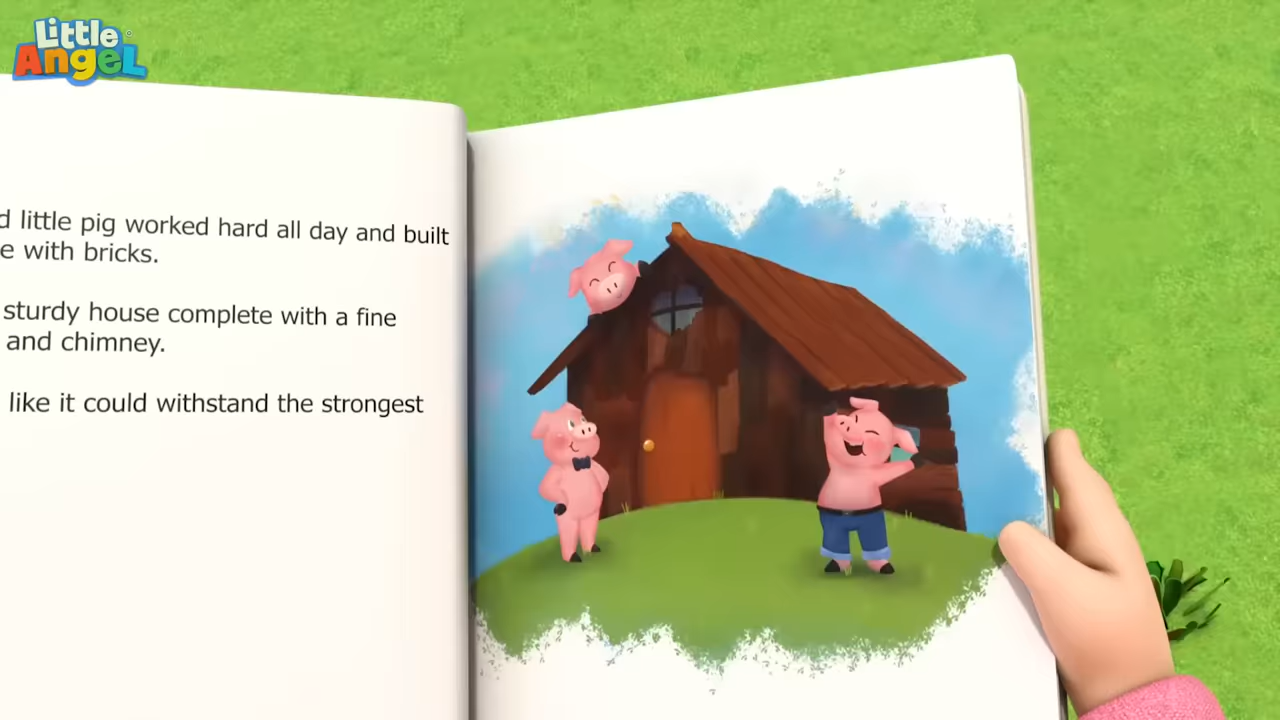 Little
Angel
little pig worked hard all day and built
with bricks.
sturdy house complete with a fine
and chimney.
like it could withstand the strongest